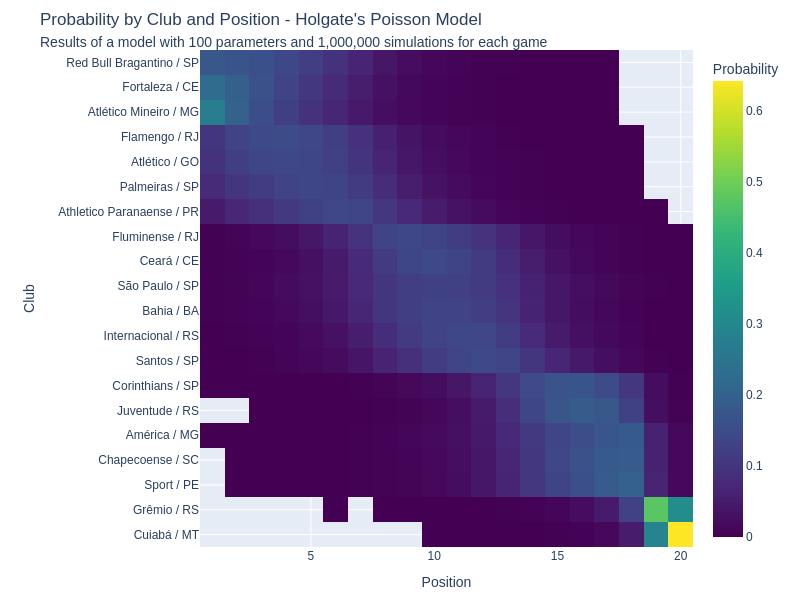 Probability by Club and Position - Holgate's Poisson Model
Results of a model with 100 parameters and 1,000,000 simulations for each game
Probability
Club
Red Bull Bragantino / SP
Fortaleza / CE
Atlético Mineiro / MG
Flamengo / RJ
Atlético / GO
Palmeiras / SP
Athletico Paranaense / PR
Fluminense / RJ
Ceará / CE
São Paulo / SP
Bahia / BA
Internacional / RS
Santos / SP
Corinthians / SP
Juventude / RS
América / MG
Chapecoense / SC
Sport / PE
Grêmio / RS
Cuiabá / MT
0.6
0.5
0.4
0.3
0.2
0.1
0
5 10 15 20
Position